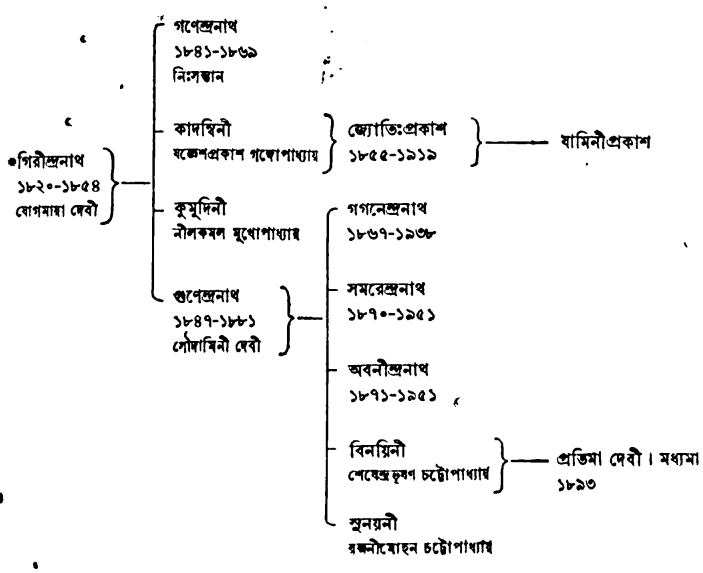 গণেন্দ্রনাথ
১৮৪১-১৮৬৯
নিঃসন্তান
কাদম্বিনী
যজ্ঞেশপ্রকাশ গঙ্গোপাধ্যায়
জ্যোতিঃপ্রকাশ
১৮৫৫-১৯১৯
যামিনীপ্রকাশ
গিরীন্দ্রনাথ
১৮২০-১৮৫৪
যোগমায়া দেবী
কুমুদিনী
নীলকমল মুখোপাধ্যায়
গুণেন্দ্রনাথ
১৮৪৭-১৮৮১
সৌদামিনী দেবী
গগনেন্দ্রনাথ
১৮৬৭-১৯৩৮
সমরেন্দ্রনাথ
১৮৭০-১৯৫১
অবনীন্দ্রনাথ
১৮৭১-১৯৫১
বিনয়িনী
শেষেন্দ্রভূষণ চট্টোপাধ্যায়
প্রতিমা দেবী । মধ্যমা
১৮৯৩
সুনয়নী
রজনীমোহন চট্টোপাধ্যায়